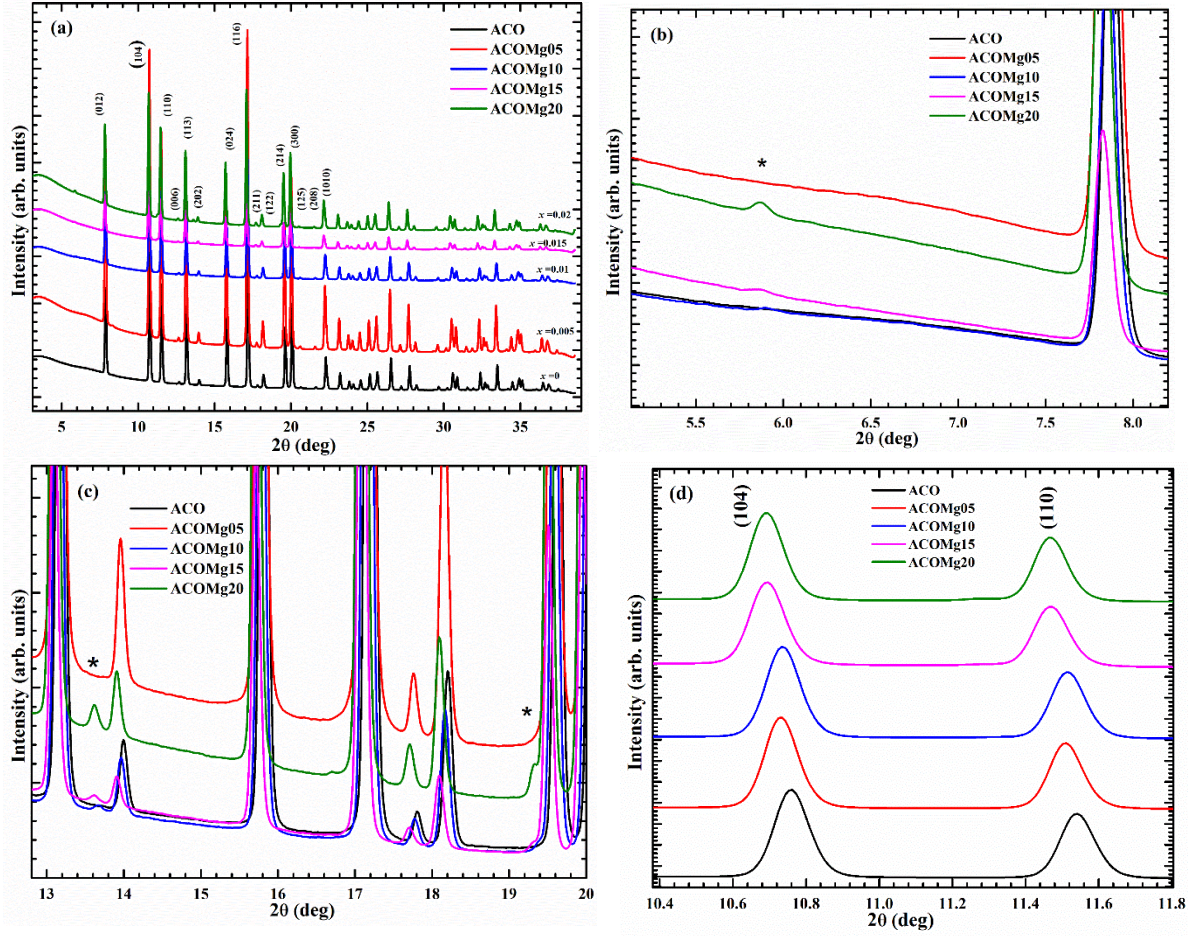 (a)
ACO
ACOMg05
ACOMg10
ACOMg15
ACOMg20
(012)
(104)
(110)
(006)
(113)
(202)
(024)
(116)
(211)
(122)
(214)
(300)
(125)
(208)
(1010)
x =0.02
x =0.015
x =0.01
x =0.005
x =0
Intensity (arb. units)
5 10 15 20 25 30 35
2θ (deg)
(b)
ACO
ACOMg05
ACOMg10
ACOMg15
ACOMg20
*
Intensity (arb. units)
5.5 6.0 6.5 7.0 7.5 8.0
2θ (deg)
(c)
ACO
ACOMg05
ACOMg10
ACOMg15
ACOMg20
*
*
Intensity (arb. units)
13 14 15 16 17 18 19 20
2θ (deg)
(d)
ACO
ACOMg05
ACOMg10
ACOMg15
ACOMg20
(104)
(110)
Intensity (arb. units)
10.4 10.6 10.8 11.0 11.2 11.4 11.6 11.8
2θ (deg)